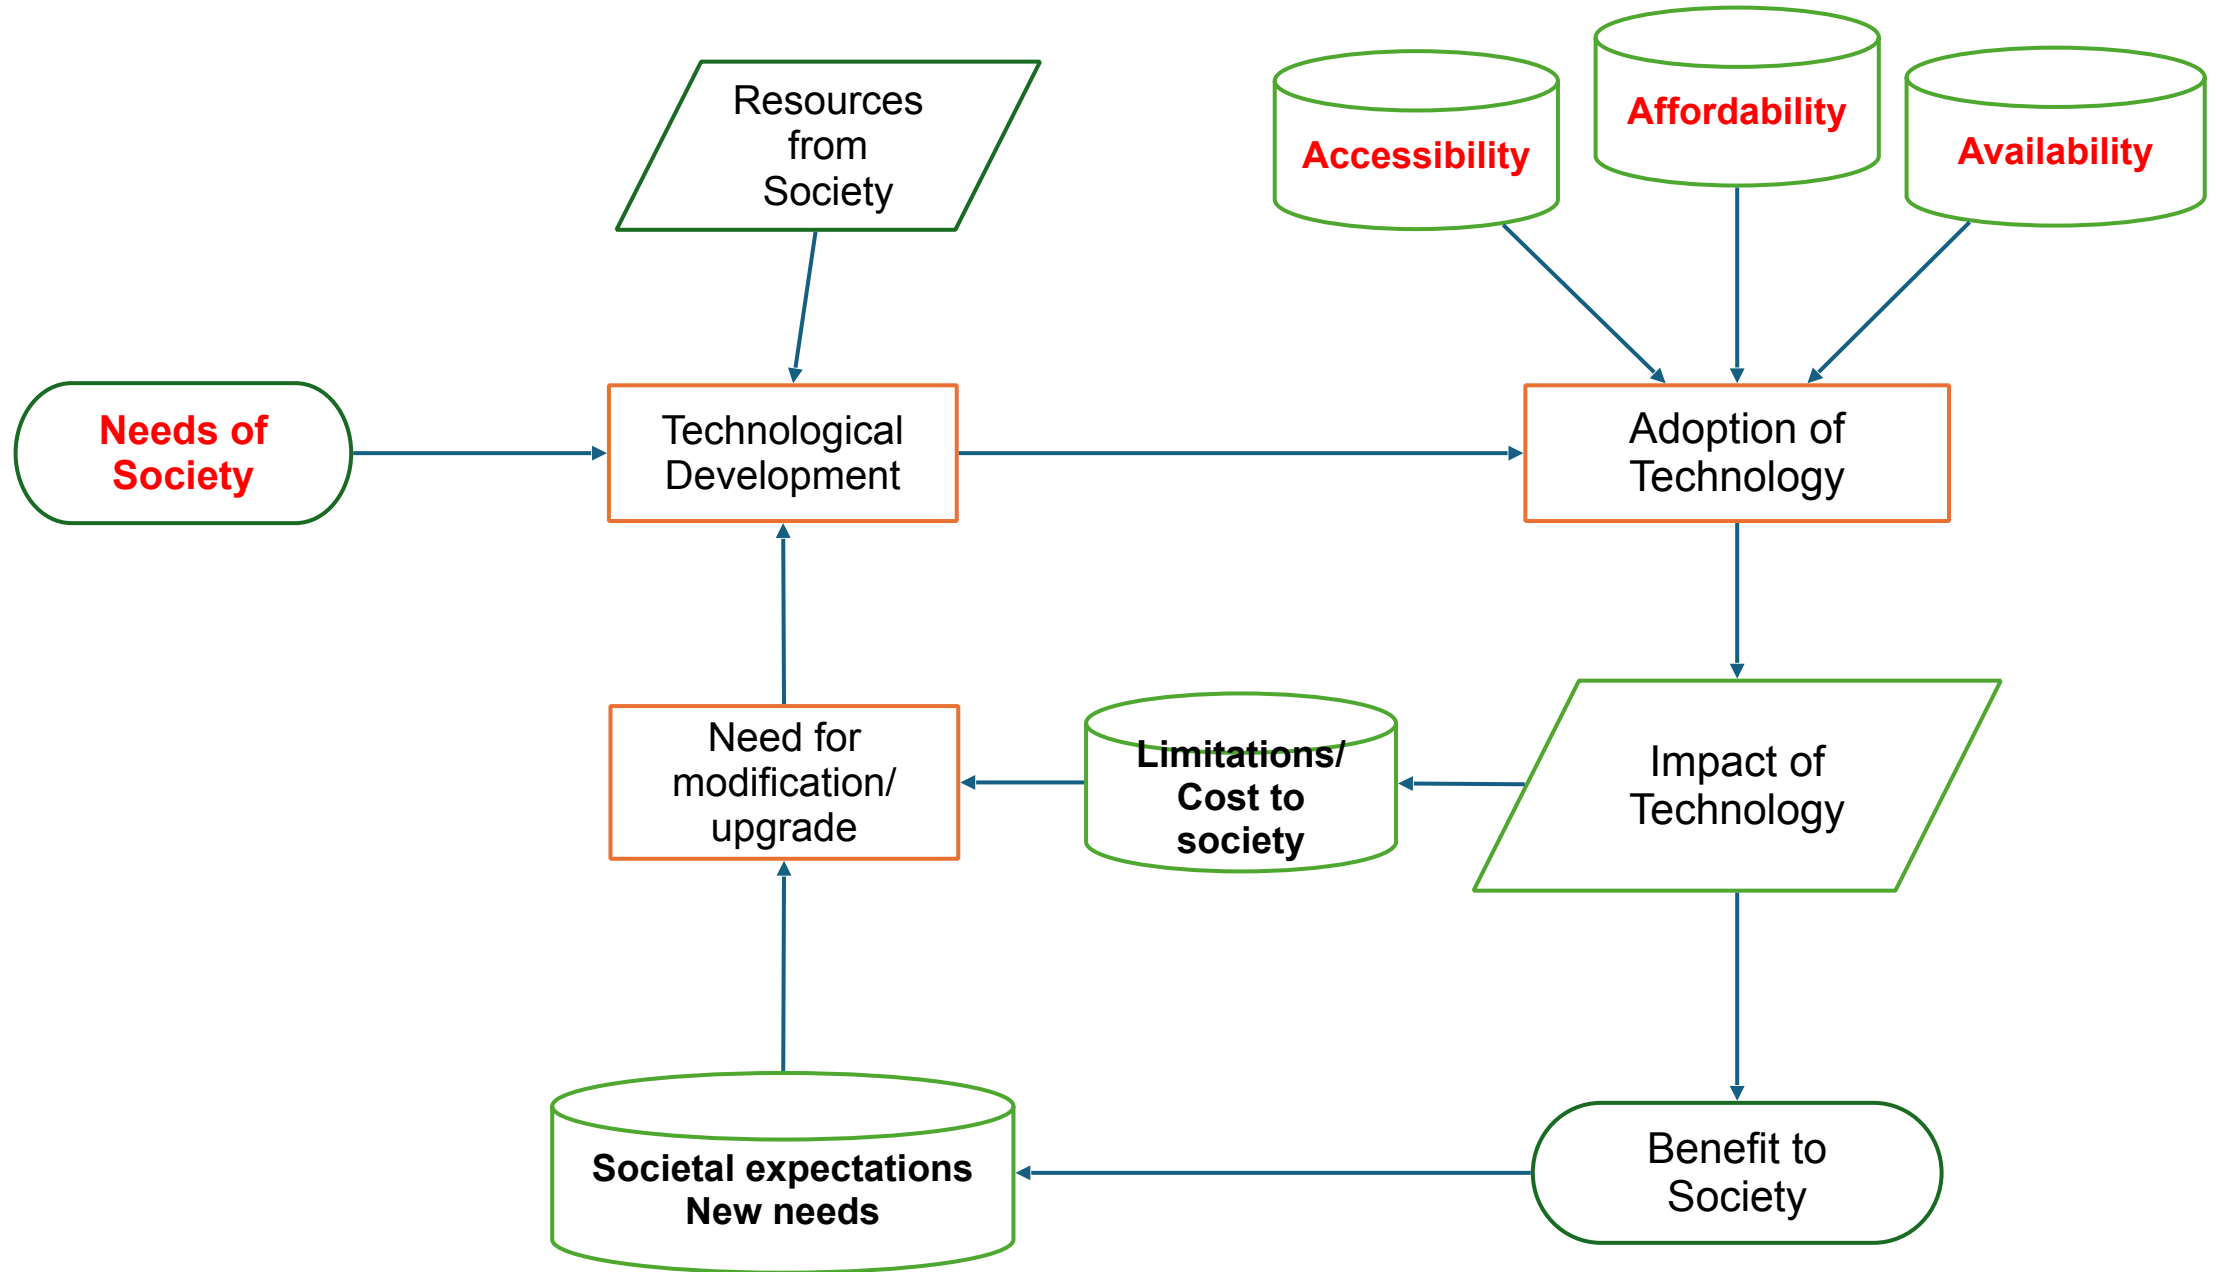 Resources
from
Society
Accessibility
Affordability
Availability
Needs of
Society
Technological
Development
Adoption of
Technology
Need for
modification/
upgrade
Limitations/
Cost to
society
Impact of
Technology
Societal expectations
New needs
Benefit to
Society